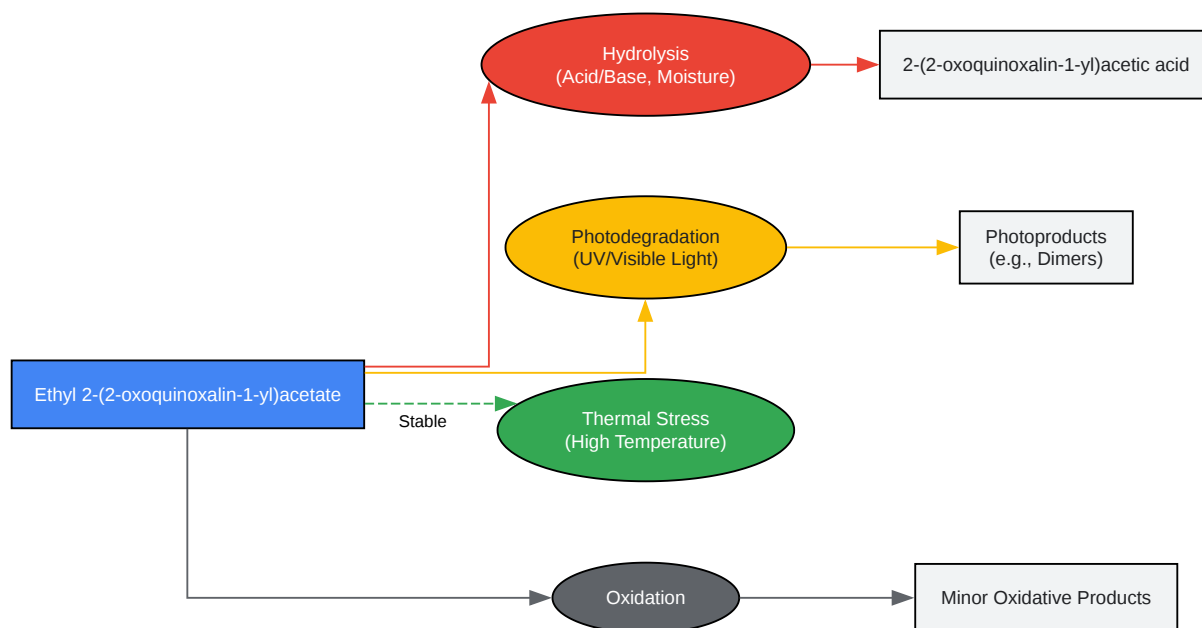 Hydrolysis
(Acid/Base, Moisture)
2-(2-oxoquinoxalin-1-yl)acetic acid
Photodegradation
(UV/Visible Light)
Photoproducts
(e.g., Dimers)
Ethyl 2-(2-oxoquinoxalin-1-yl)acetate
Stable
Thermal Stress
(High Temperature)
Oxidation
Minor Oxidative Products